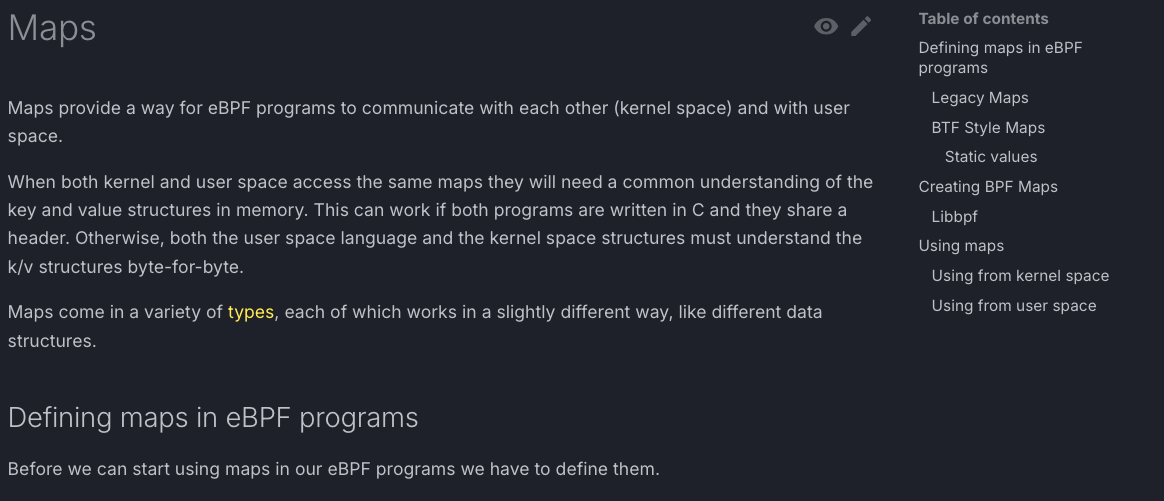 Maps
Maps provide a way for eBPF programs to communicate with each other (kernel space) and with user
space.
When both kernel and user space access the same maps they will need a common understanding of the
key and value structures in memory. This can work if both programs are written in C and they share a
header. Otherwise, both the user space language and the kernel space structures must understand the
k/v structures byte-for-byte.
Maps come in a variety of types, each of which works in a slightly different way, like different data
structures.
Defining maps in eBPF programs
Before we can start using maps in our eBPF programs we have to define them.
Table of contents
Defining maps in eBPF
programs
Legacy Maps
BTF Style Maps
Static values
Creating BPF Maps
Libbpf
Using maps
Using from kernel space
Using from user space